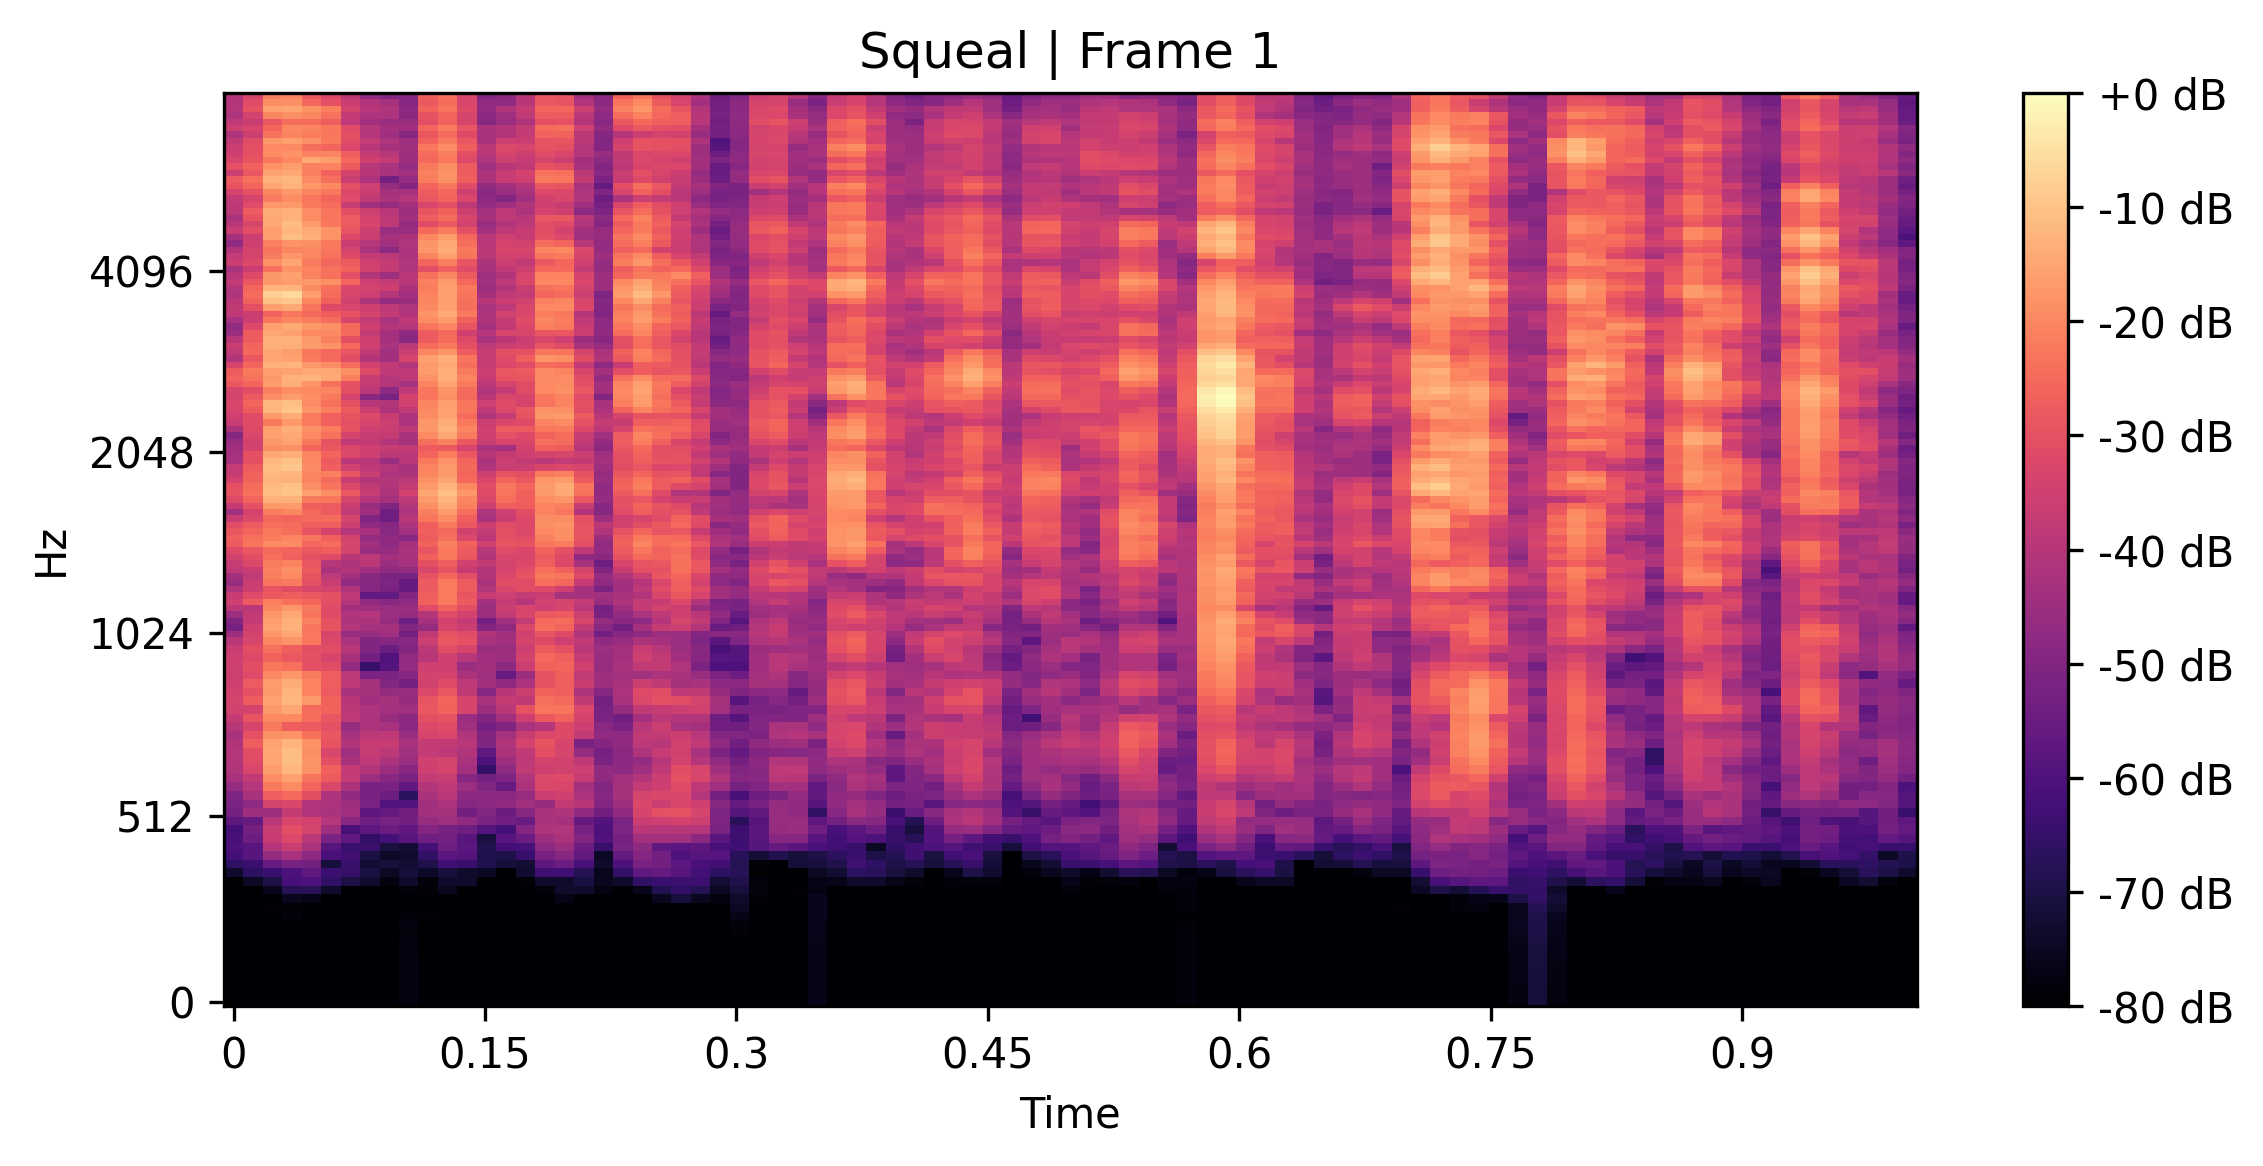 Squeal | Frame 1
+0 dB
-10 dB
-20 dB
-30 dB
-40 dB
-50 dB
-60 dB
-70 dB
-80 dB
Hz
4096
2048
1024
512
0
0 0.15 0.3 0.45 0.6 0.75 0.9
Time